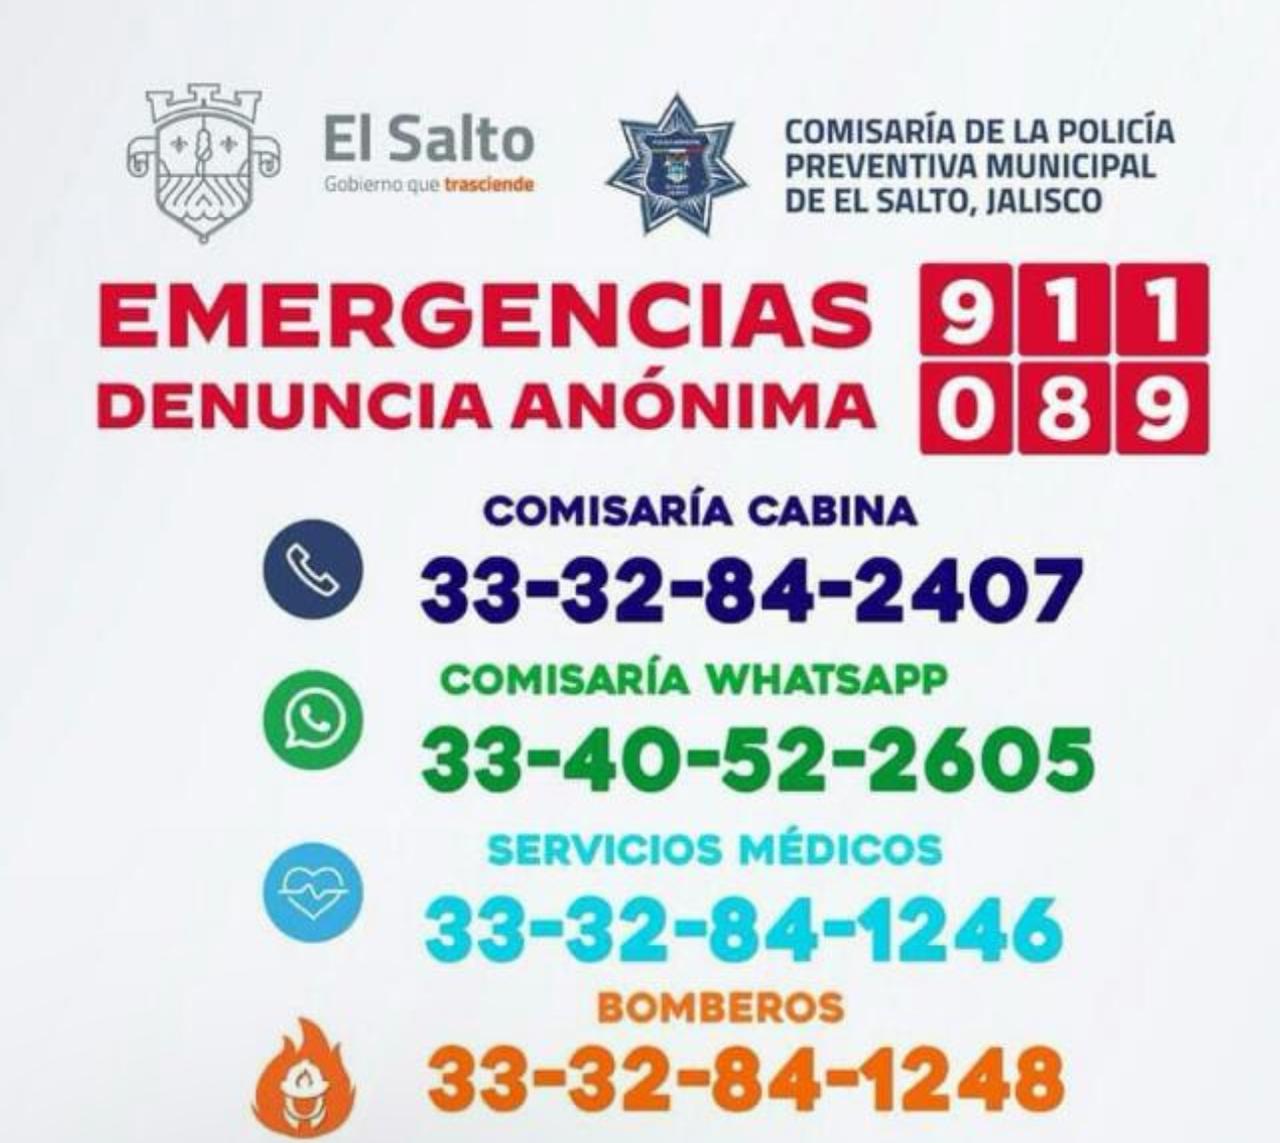 El Salto
Gobierno que trasciende
COMISARÍA DE LA POLICÍA
PREVENTIVA MUNICIPAL
DE EL SALTO, JALISCO
EMERGENCIAS 911
DENUNCIA ANÓNIMA 089
COMISARÍA CABINA
33-32-84-2407
COMISARÍA WHATSAPP
33-40-52-2605
SERVICIOS MÉDICOS
33-32-84-1246
BOMBEROS
33-32-84-1248